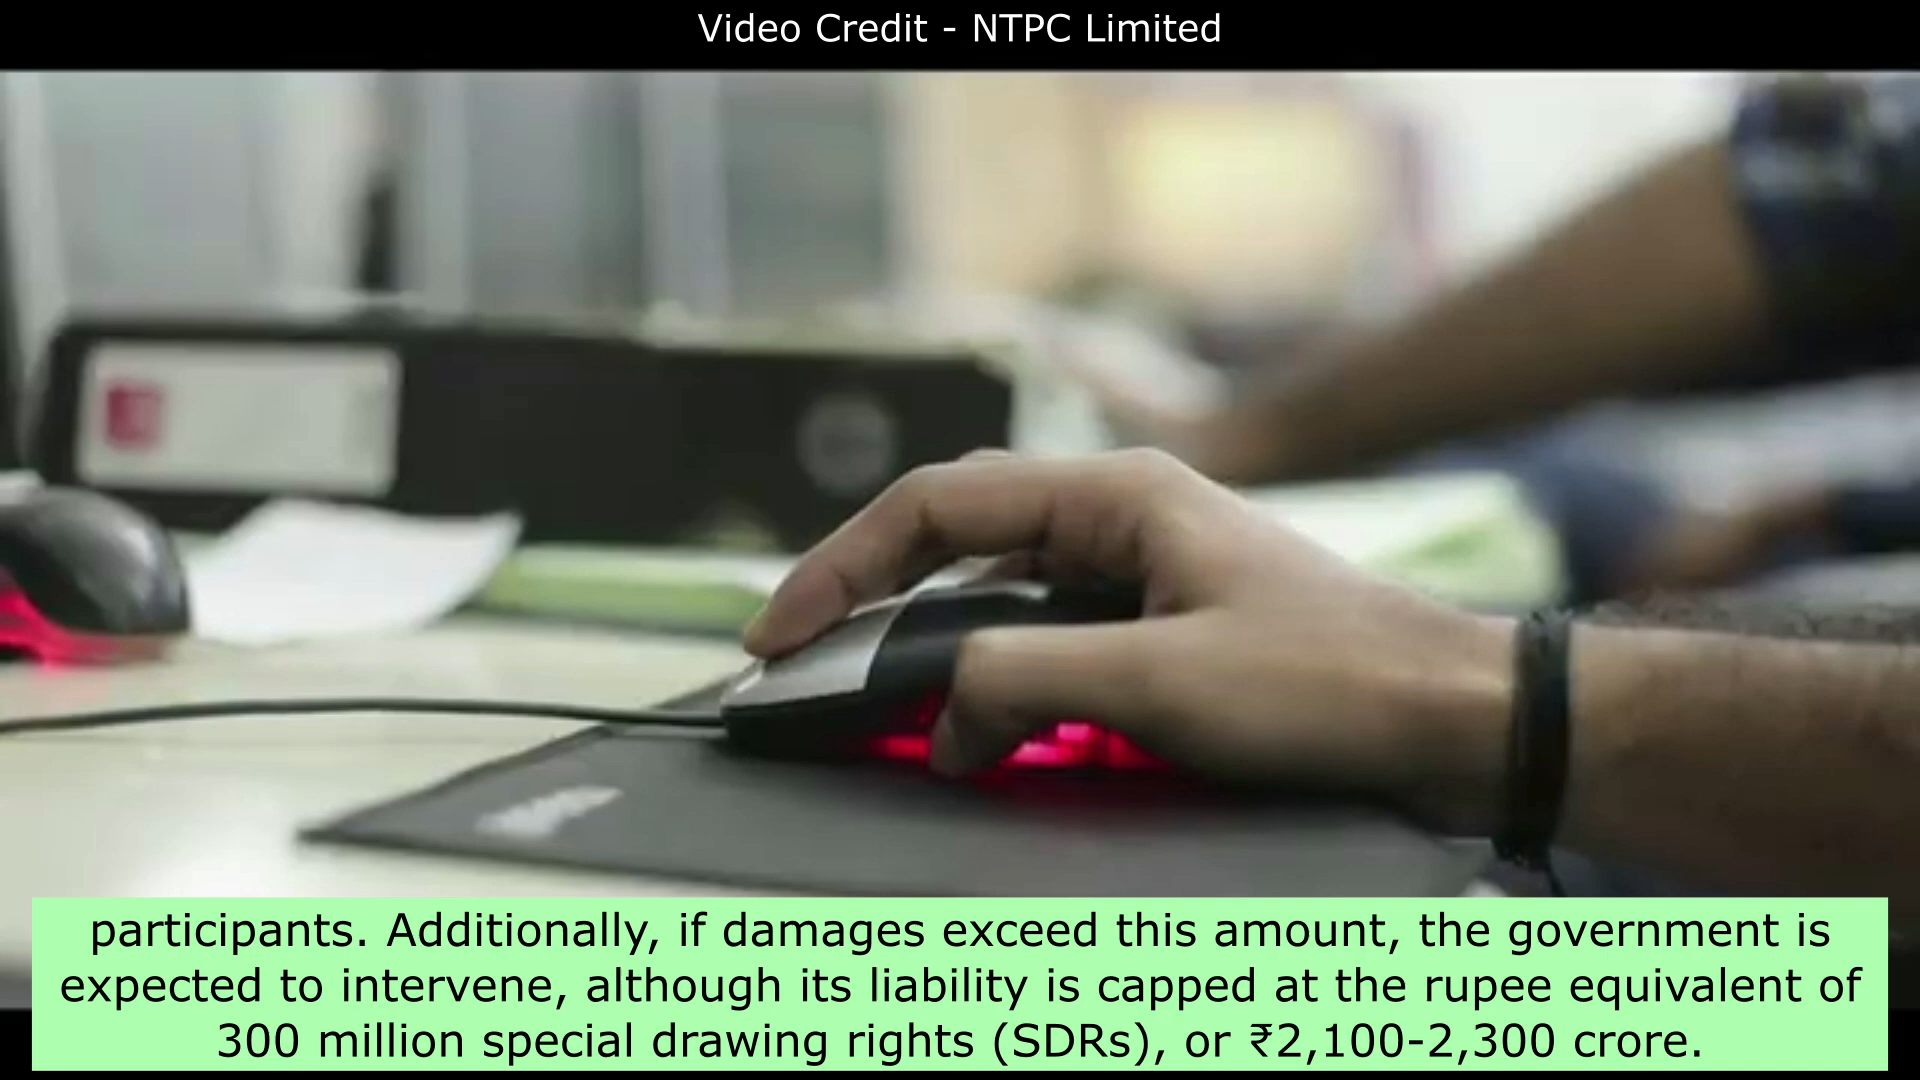 Video Credit - NTPC Limited
participants. Additionally, if damages exceed this amount, the government is
expected to intervene, although its liability is capped at the rupee equivalent of
300 million special drawing rights (SDRs), or ₹2,100-2,300 crore.